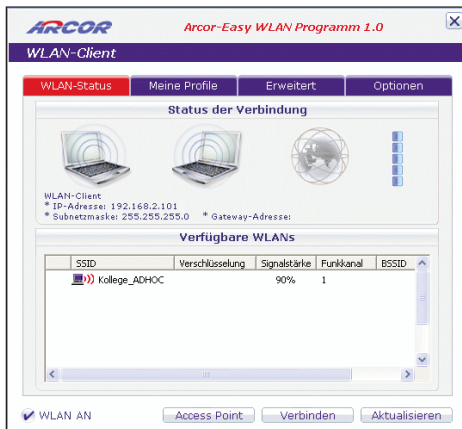 ARCOR
Arcor-Easy WLAN Programm 1.0
WLAN-Client
WLAN-Status Meine Profile Erweitert Optionen
Status der Verbindung
WLAN-Client
* IP-Adresse: 192.168.2.101
* Subnetzmaske: 255.255.255.0 * Gateway-Adresse:
Verfügbare WLANs
SSID Verschlüsselung Signalstärke Funkkanal BSSID
Kollege_ADHOC 90% 1
WLAN AN Access Point Verbinden Aktualisieren